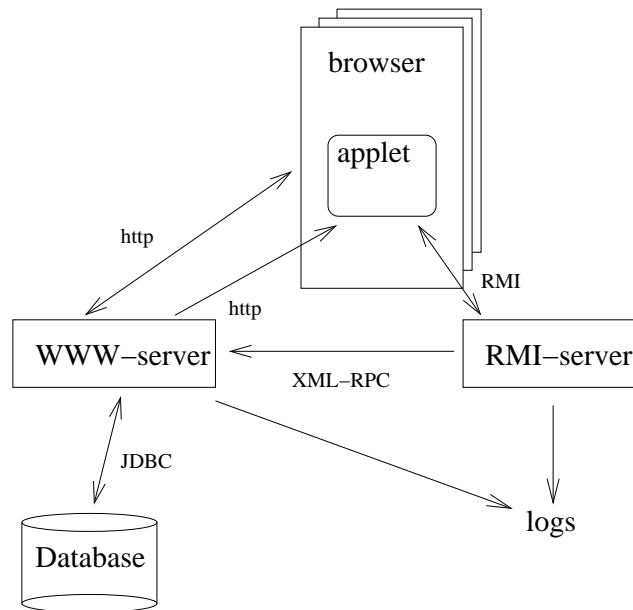 browser
applet
http
RMI
http
WWW–server
RMI–server
XML–RPC
JDBC
logs
Database